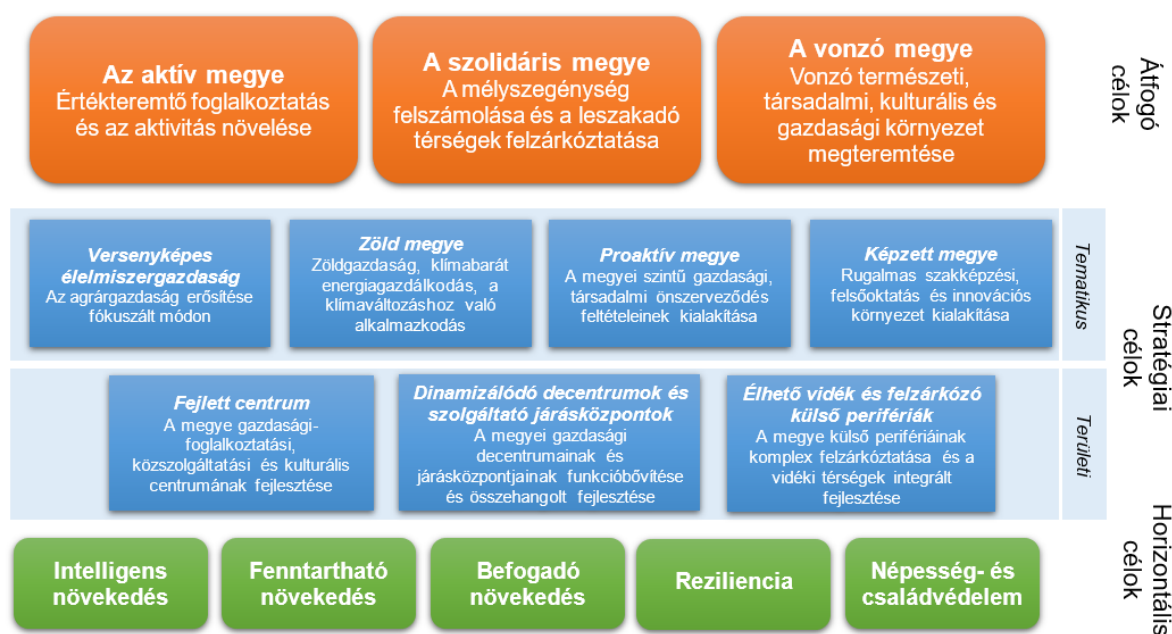 Az aktív megye
Értékteremtő foglalkoztatás
és az aktivitás növelése
A szolidáris megye
A mélyszegénység
felszámolása és a leszakadó
térségek felzárkóztatása
A vonzó megye
Vonzó természeti,
társadalmi, kulturális és
gazdasági környezet
megteremtése
Átfogó
célok
Versenyképes
élelmiszergazdaság
Az agrárgazdaság erősítése
fókuszált módon
Zöld megye
Zöldgazdaság, klímabarát
energiagazdálkodás, a
klímaváltozáshoz való
alkalmazkodás
Proaktív megye
A megyei szintű gazdasági,
társadalmi önszerveződés
feltételeinek kialakítása
Képzett megye
Rugalmas szakképzési,
felsőoktatás és innovációs
környezet kialakítása
Tematikus
Stratégiai
célok
Fejlett centrum
A megye gazdasági-
foglalkoztatási,
közszolgáltatási és kulturális
centrumának fejlesztése
Dinamizálódó decentrumok és
szolgáltató járásközpontok
A megyei gazdasági
decentrumainak és
járásközpontjainak funkcióbővítése
és összehangolt fejlesztése
Élhető vidék és felzárkózó
külső perifériák
A megye külső perifériáinak
komplex felzárkóztatása és a
vidéki térségek integrált
fejlesztése
Területi
Intelligens
növekedés
Fenntartható
növekedés
Befogadó
növekedés
Reziliencia
Népesség- és
családvédelem
Horizontális
célok